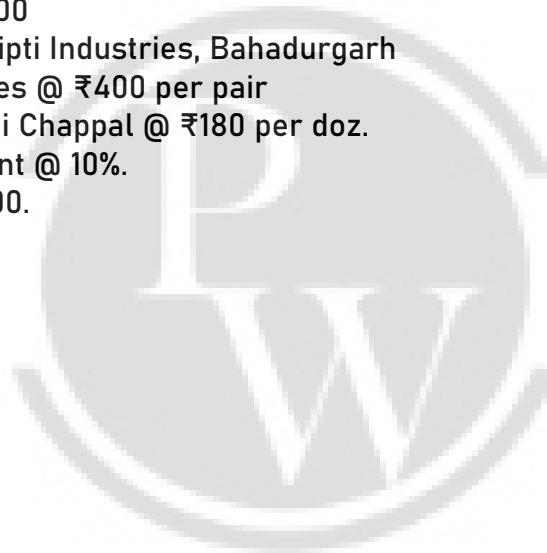 00
ipti Industries, Bahadurgarh
es @ ₹400 per pair
i Chappal @ ₹180 per doz.
nt @ 10%.
00.
P
W